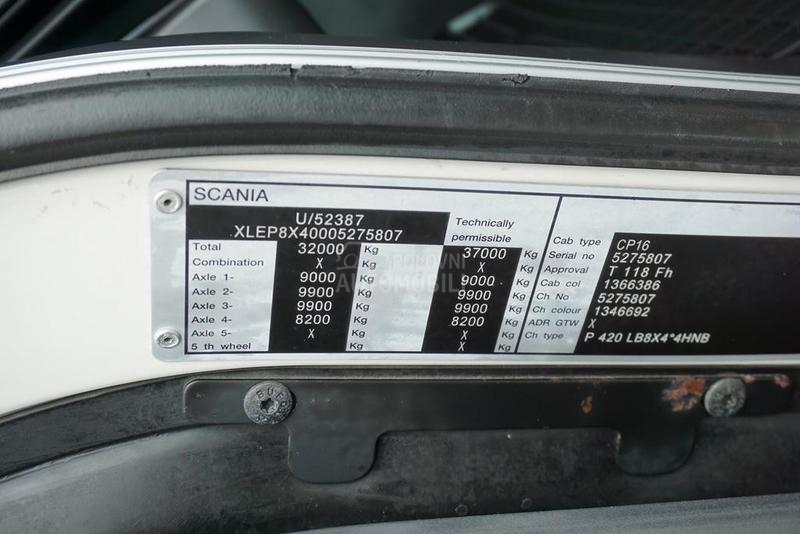 SCANIA
U/52387
XLEP8X40005275807
Technically
permissible
Total 32000 Kg 37000 Kg
Combination X Kg X Kg
Axle 1- 9000 Kg 9000 Kg
Axle 2- 9900 Kg 9900 Kg
Axle 3- 9900 Kg 9900 Kg
Axle 4- 8200 Kg 8200 Kg
Axle 5- X Kg X Kg
5 th wheel Kg X Kg
Cab type CP16
Serial no 5275807
Approval T 118 Fh
Cab col 1366386
Ch No 5275807
Ch colour 1346692
ADR GTW X
Ch type P 420 LB8X4*4HNB
POLOVNI
AUTOMOBILI